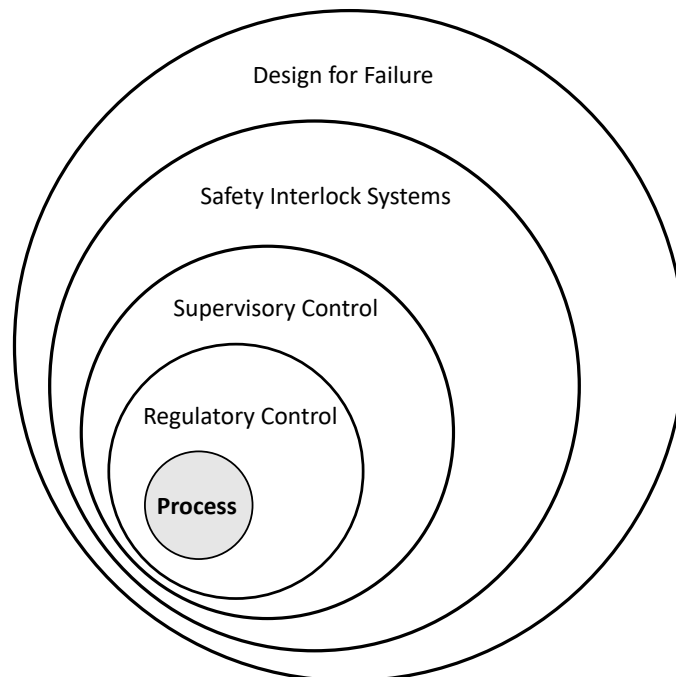 Design for Failure
Safety Interlock Systems
Supervisory Control
Regulatory Control
Process